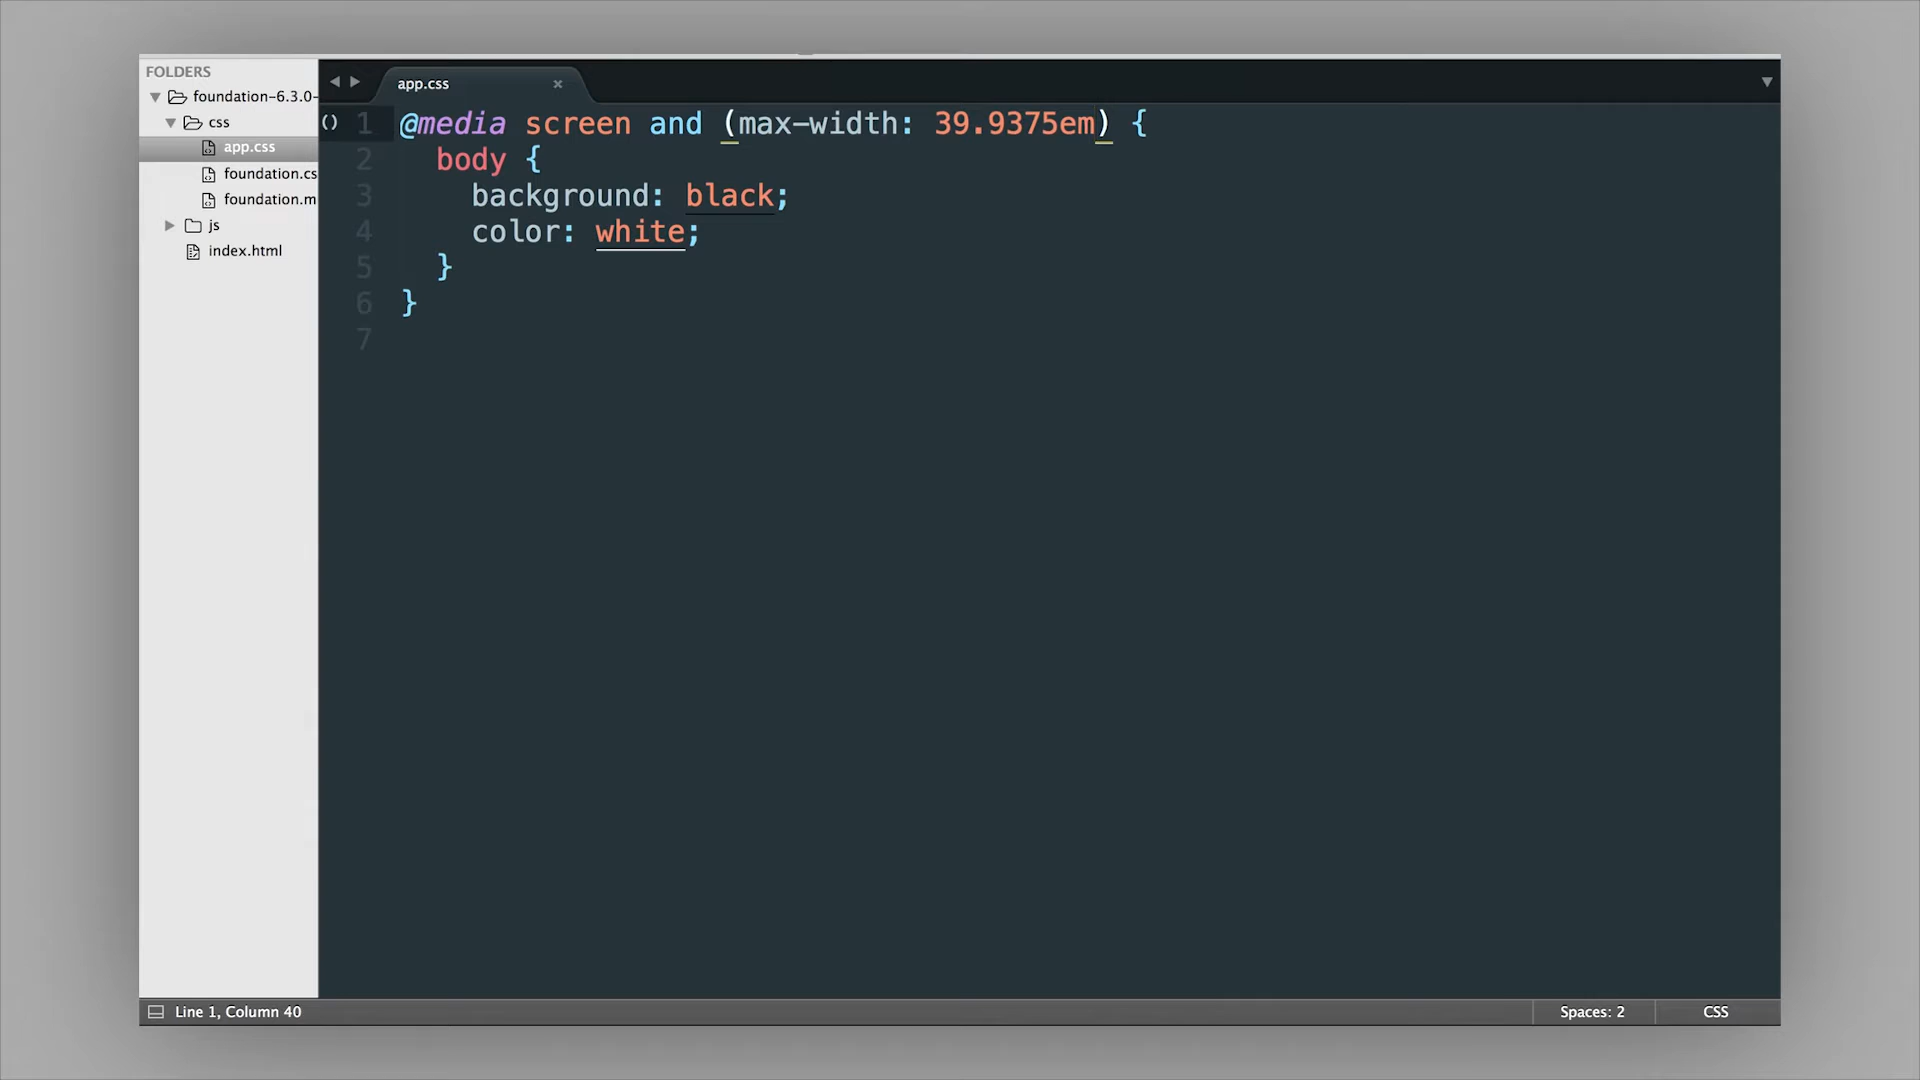 FOLDERS
foundation-6.3.0-
css
app.css
foundation.cs
foundation.m
js
index.html
app.css ×
() 1 @media screen and (max-width: 39.9375em) {
2 body {
3 background: black;
4 color: white;
5 }
6 }
7
Line 1, Column 40
Spaces: 2
CSS